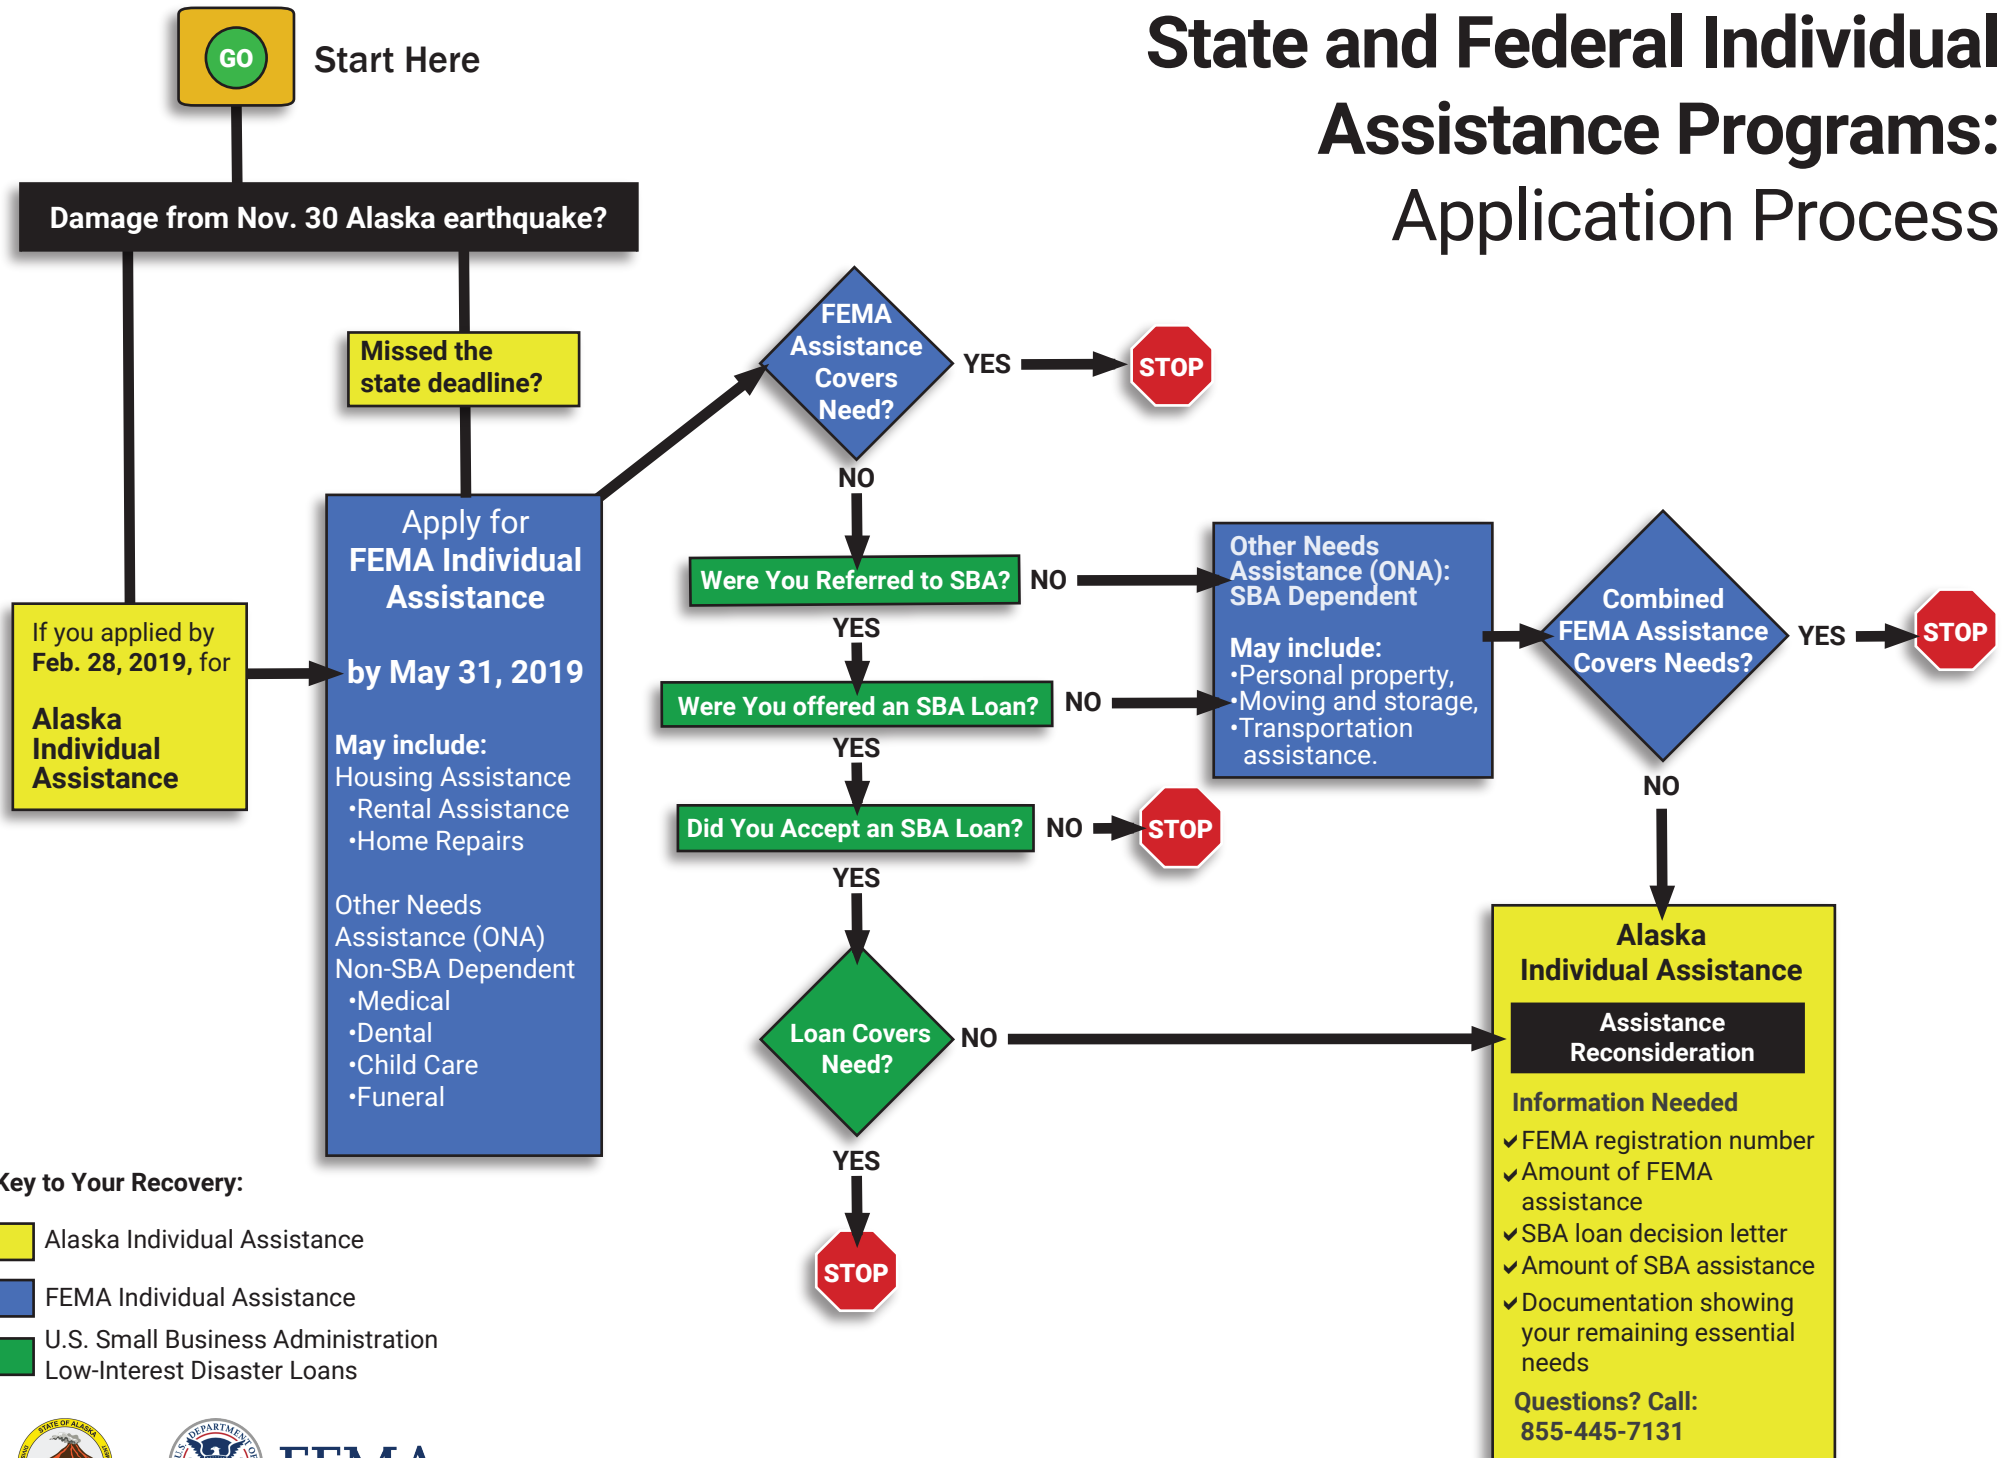 State and Federal Individual
Assistance Programs:
Application Process
GO
Start Here
Damage from Nov. 30 Alaska earthquake?
Missed the
state deadline?
If you applied by
Feb. 28, 2019, for
Alaska
Individual
Assistance
Apply for
FEMA Individual
Assistance
by May 31, 2019
May include:
Housing Assistance
•Rental Assistance
•Home Repairs
Other Needs
Assistance (ONA)
Non-SBA Dependent
•Medical
•Dental
•Child Care
•Funeral
FEMA
Assistance
Covers
Need?
YES
STOP
NO
Were You Referred to SBA?
NO
YES
Were You offered an SBA Loan?
NO
YES
Did You Accept an SBA Loan?
NO
STOP
YES
Loan Covers
Need?
NO
YES
STOP
Other Needs
Assistance (ONA):
SBA Dependent
May include:
•Personal property,
•Moving and storage,
•Transportation
assistance.
Combined
FEMA Assistance
Covers Needs?
YES
STOP
NO
Alaska
Individual Assistance
Assistance
Reconsideration
Information Needed
✓FEMA registration number
✓Amount of FEMA
assistance
✓SBA loan decision letter
✓Amount of SBA assistance
✓Documentation showing
your remaining essential
needs
Questions? Call:
855-445-7131
Key to Your Recovery:
Alaska Individual Assistance
FEMA Individual Assistance
U.S. Small Business Administration
Low-Interest Disaster Loans
STATE OF ALASKA
U.S. DEPARTMENT OF
FEMA